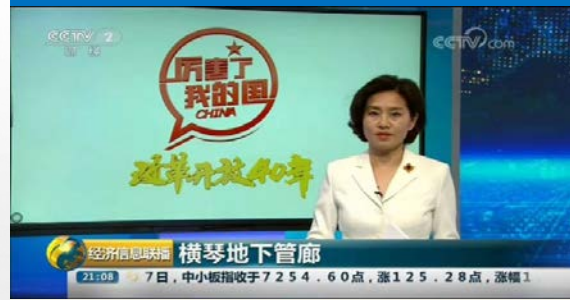 CCTV 2
财经
CCTV.com
厉害了
我的国
CHINA
改革开放40年
经济信息联播
横琴地下管廊
21:08
7日，中小板指收于7254．60点，涨125．28点，涨幅1